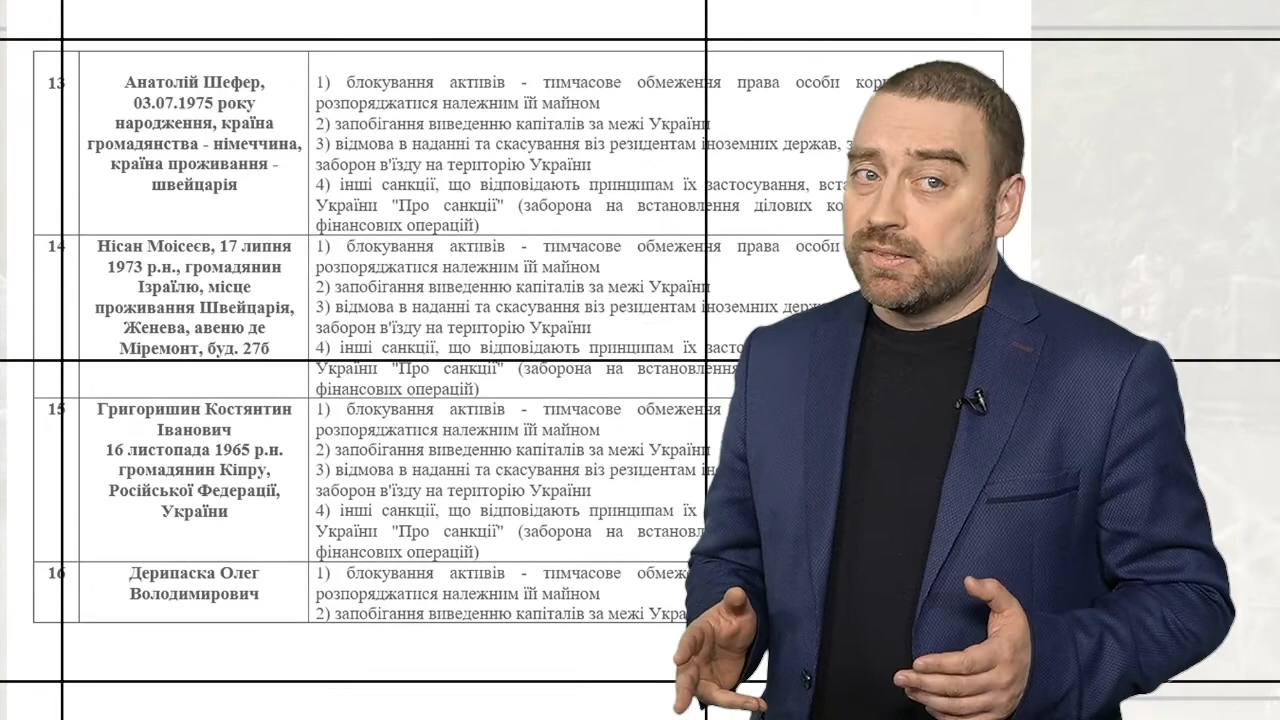 13
Анатолій Шефер,
03.07.1975 року
народження, країна
громадянства - німеччина,
країна проживання -
швейцарія
1) блокування активів - тимчасове обмеження права особи
розпоряджатися належним їй майном
2) запобігання виведенню капіталів за межі України
3) відмова в наданні та скасування віз резидентам іноземних держав,
заборон в'їзду на територію України
4) інші санкції, що відповідають принципам їх застосування,
України "Про санкції" (заборона на встановлення ділових
фінансових операцій)
14
Нісан Моісеєв, 17 липня
1973 р.н., громадянин
Ізраїлю, місце
проживання Швейцарія,
Женева, авеню де
Міремонт, буд. 27б
1) блокування активів - тимчасове обмеження права особи
розпоряджатися належним їй майном
2) запобігання виведенню капіталів за межі України
3) відмова в наданні та скасування віз резидентам іноземних
заборон в'їзду на територію України
4) інші санкції, що відповідають принципам їх
України "Про санкції" (заборона на встановлення
фінансових операцій)
15
Григоришин Костянтин
Іванович
16 листопада 1965 р.н.
громадянин Кіпру,
Російської Федерації,
України
1) блокування активів - тимчасове обмеження
розпоряджатися належним їй майном
2) запобігання виведенню капіталів за межі України
3) відмова в наданні та скасування віз резидентам
заборон в'їзду на територію України
4) інші санкції, що відповідають принципам їх
України "Про санкції" (заборона на
фінансових операцій)
16
Дерипаска Олег
Володимирович
1) блокування активів - тимчасове
розпоряджатися належним їй майном
2) запобігання виведенню капіталів за межі